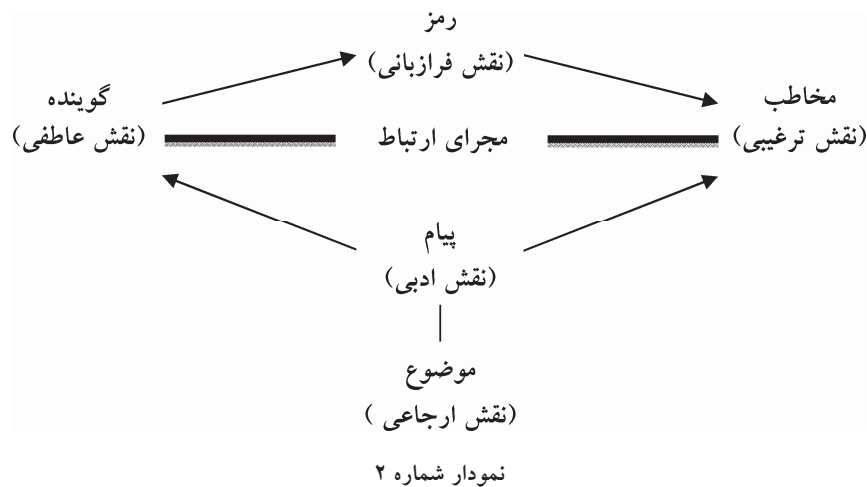 رمز
(نقش فرازبانی)
مخاطب
(نقش ترغیبی)
گوینده
(نقش عاطفی)
مجرای ارتباط
پیام
(نقش ادبی)
موضوع
(نقش ارجاعی )
نمودار شماره ۲